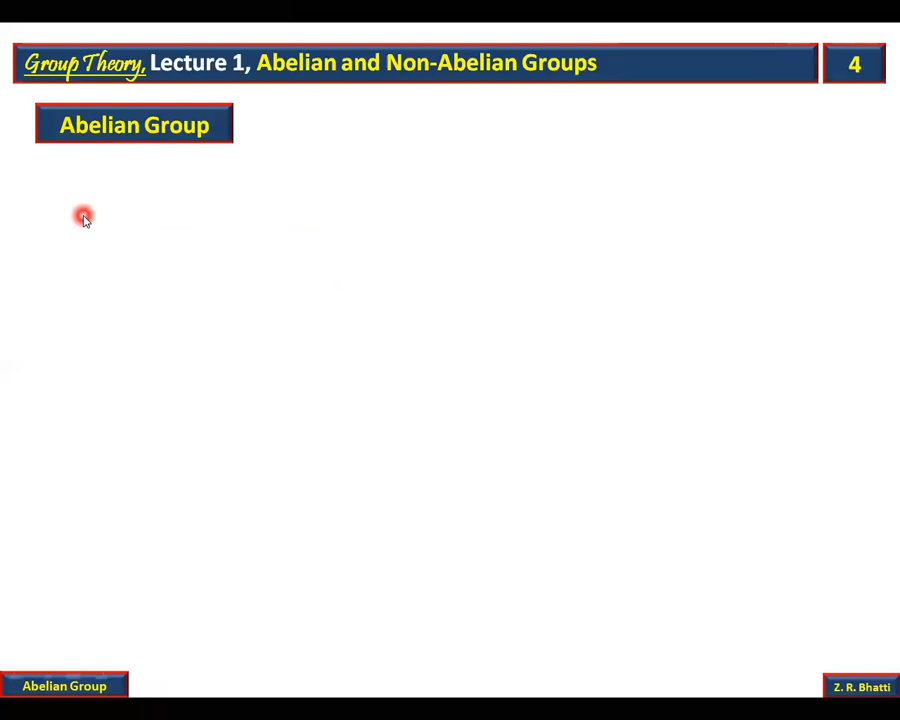 Group Theory, Lecture 1, Abelian and Non-Abelian Groups
4
Abelian Group
Abelian Group
Z. R. Bhatti